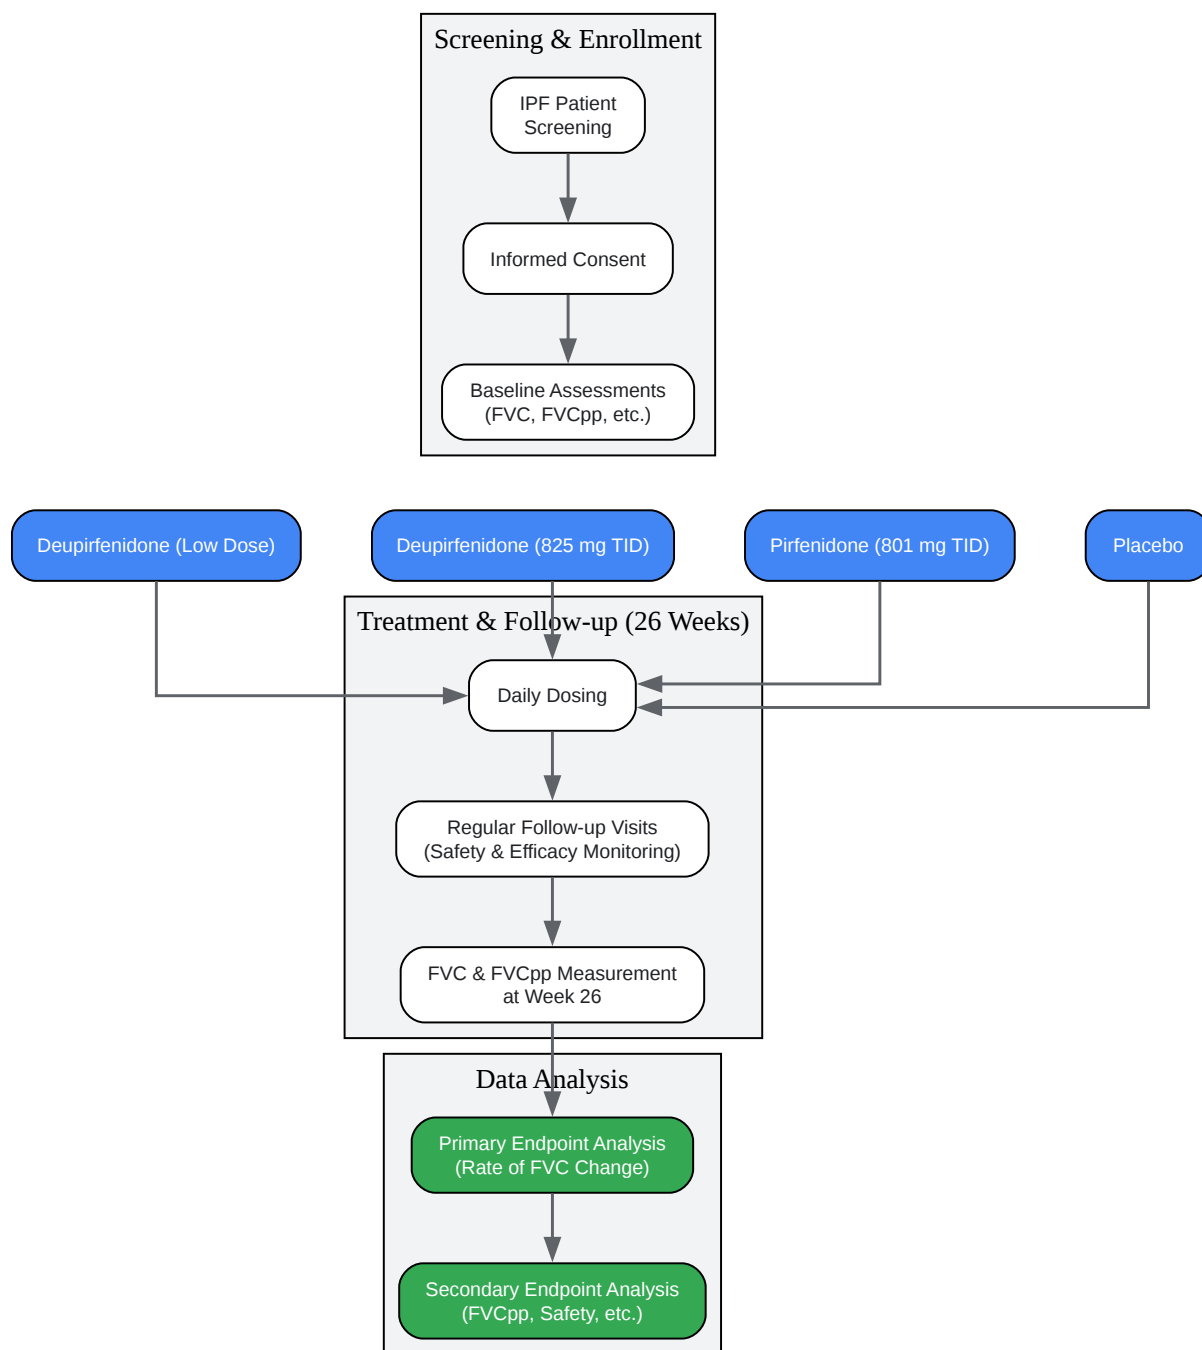 Screening & Enrollment
IPF Patient
Screening
Informed Consent
Baseline Assessments
(FVC, FVCpp, etc.)
Deupirfenidone (Low Dose)
Deupirfenidone (825 mg TID)
Pirfenidone (801 mg TID)
Placebo
Treatment & Follow-up (26 Weeks)
Daily Dosing
Regular Follow-up Visits
(Safety & Efficacy Monitoring)
FVC & FVCpp Measurement
at Week 26
Data Analysis
Primary Endpoint Analysis
(Rate of FVC Change)
Secondary Endpoint Analysis
(FVCpp, Safety, etc.)